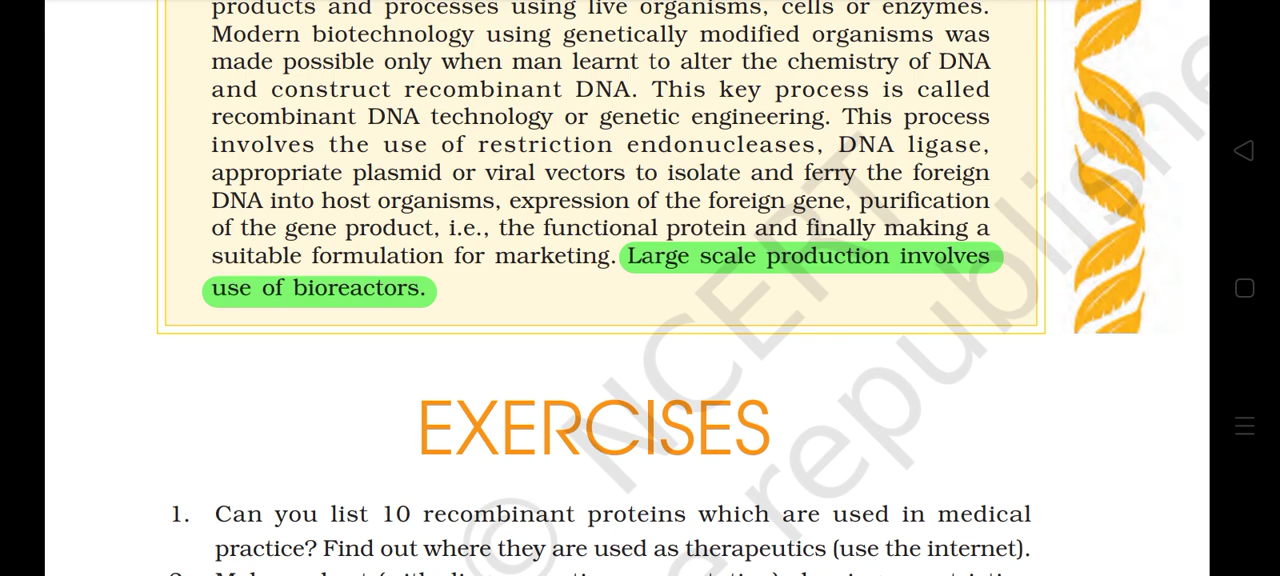 products and processes using live organisms, cells or enzymes.
Modern biotechnology using genetically modified organisms was
made possible only when man learnt to alter the chemistry of DNA
and construct recombinant DNA. This key process is called
recombinant DNA technology or genetic engineering. This process
involves the use of restriction endonucleases, DNA ligase,
appropriate plasmid or viral vectors to isolate and ferry the foreign
DNA into host organisms, expression of the foreign gene, purification
of the gene product, i.e., the functional protein and finally making a
suitable formulation for marketing. Large scale production involves
use of bioreactors.
EXERCISES
1. Can you list 10 recombinant proteins which are used in medical
practice? Find out where they are used as therapeutics (use the internet).
© NCERT
republishe